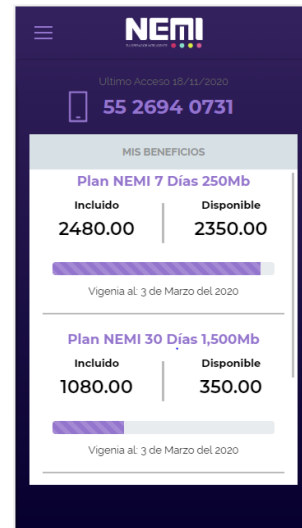 NEMI
Ultimo Acceso 18/11/2020
55 2694 0731
MIS BENEFICIOS
Plan NEMI 7 Días 250Mb
Incluido Disponible
2480.00 2350.00
Vigenia al: 3 de Marzo del 2020
Plan NEMI 30 Días 1,500Mb
Incluido Disponible
1080.00 350.00
Vigenia al: 3 de Marzo del 2020